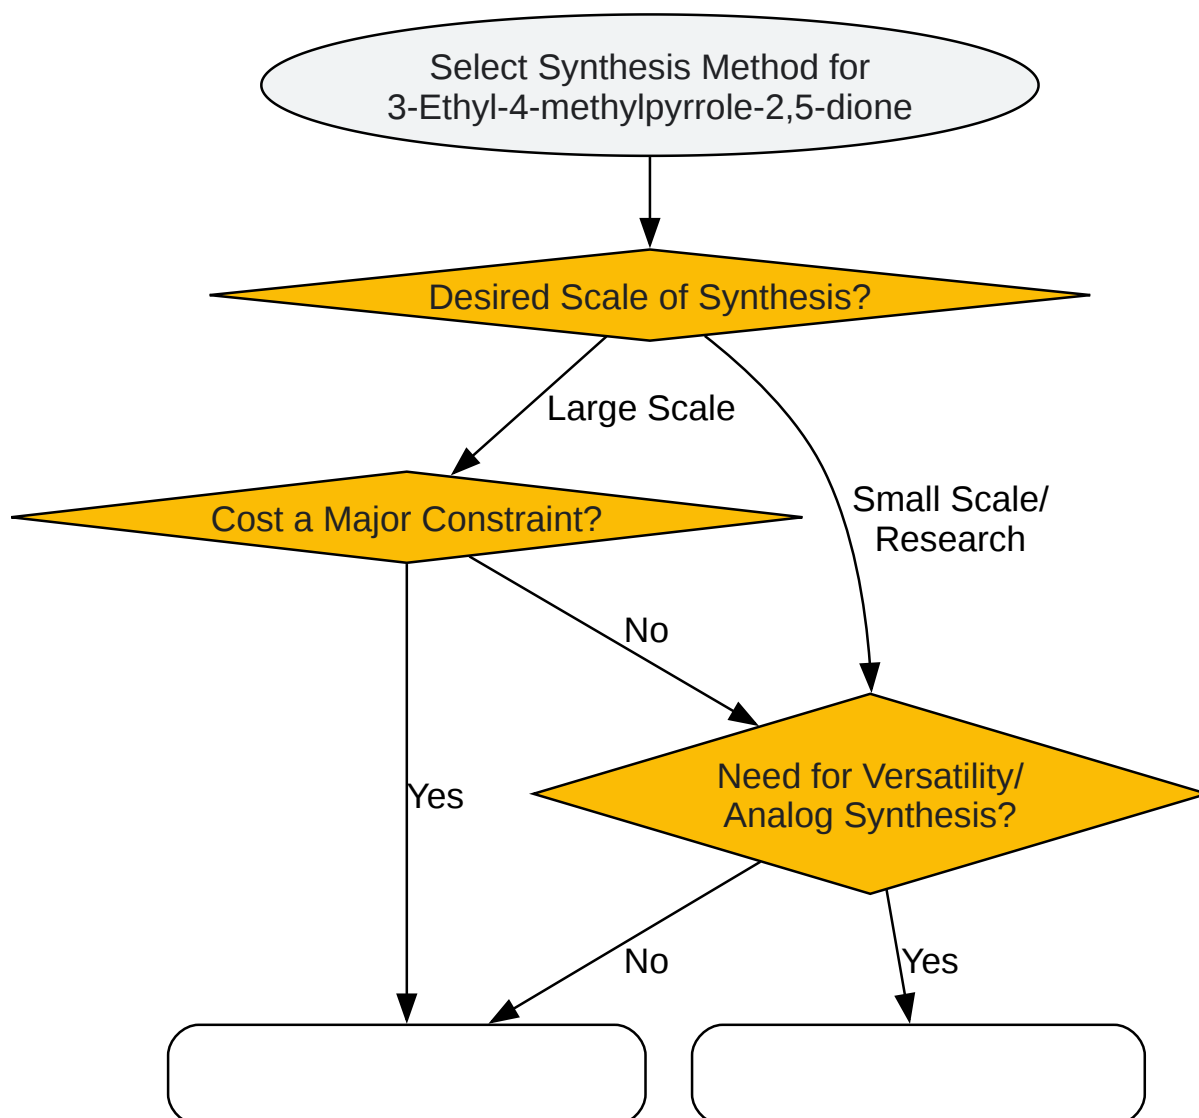 Select Synthesis Method for
3-Ethyl-4-methylpyrrole-2,5-dione
Desired Scale of Synthesis?
Large Scale
Small Scale/
Research
Cost a Major Constraint?
No
Need for Versatility/
Analog Synthesis?
Yes
No
Yes